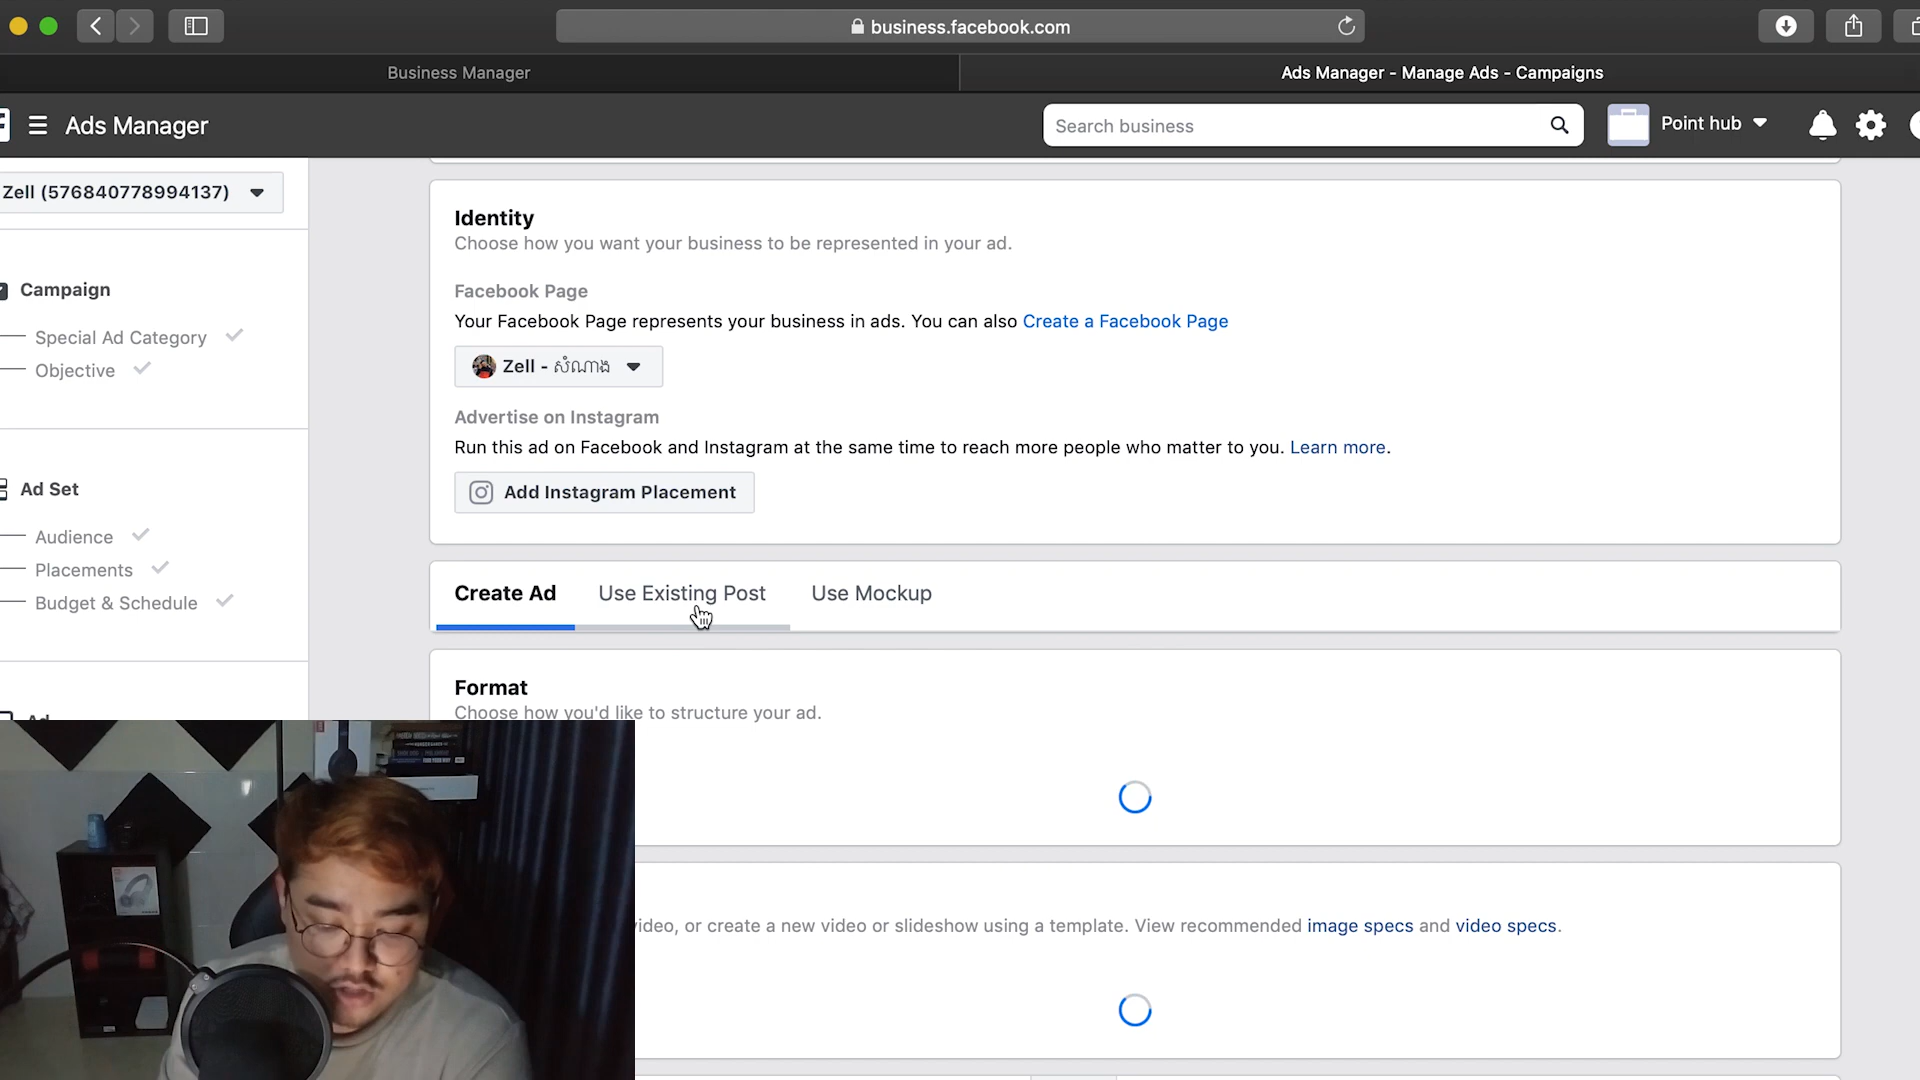 business.facebook.com
Business Manager
Ads Manager - Manage Ads - Campaigns
Ads Manager
Search business
Point hub
Zell (576840778994137)
Campaign
Special Ad Category
Objective
Ad Set
Audience
Placements
Budget & Schedule
Ad
Identity
Choose how you want your business to be represented in your ad.
Facebook Page
Your Facebook Page represents your business in ads. You can also Create a Facebook Page
Zell - សំណាង
Advertise on Instagram
Run this ad on Facebook and Instagram at the same time to reach more people who matter to you. Learn more.
Add Instagram Placement
Create Ad
Use Existing Post
Use Mockup
Format
Choose how you'd like to structure your ad.
video, or create a new video or slideshow using a template. View recommended image specs and video specs.